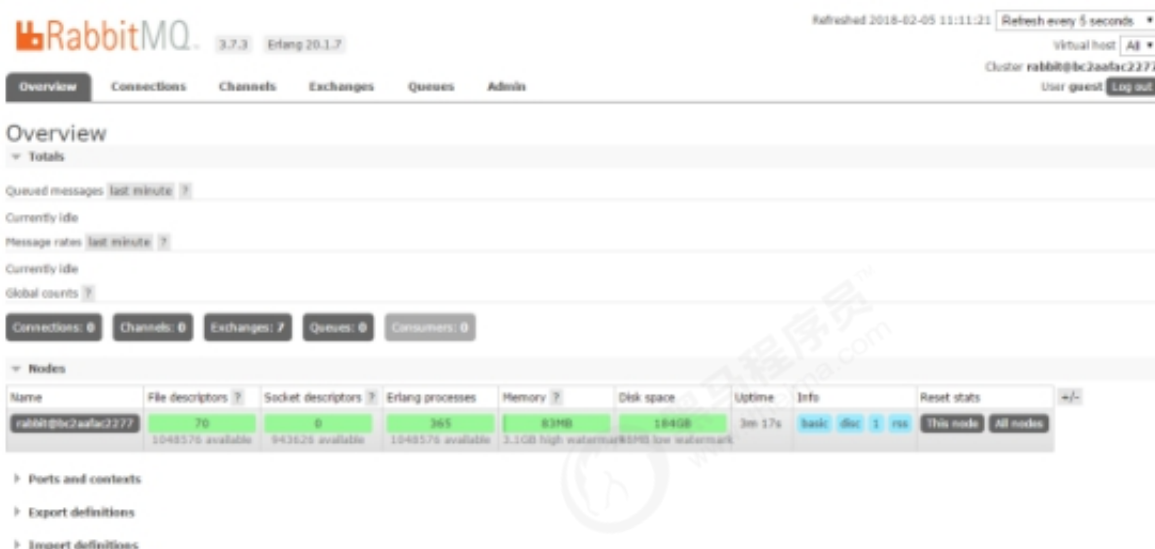 RabbitMQ 3.7.3 Erlang 20.1.7
Refreshed 2018-02-05 11:11:21 Refresh every 5 seconds
Virtual host All
Cluster rabbit@bc2aafac2277
User guest Log out
Overview Connections Channels Exchanges Queues Admin
Overview
Totals
Queued messages last minute ?
Currently idle
Message rates last minute ?
Currently idle
Global counts ?
Connections: 0 Channels: 0 Exchanges: 7 Queues: 0 Consumers: 0
Nodes
Name File descriptors ? Socket descriptors ? Erlang processes Memory ? Disk space Uptime Info Reset stats +/-
rabbit@bc2aafac2277 70 0 365 83MB 184GB 3m 17s basic disc 1 rss This node All nodes
1048576 available 943626 available 1048576 available 3.1GB high watermark low watermark
Ports and contexts
Export definitions
Import definitions
黑马程序员